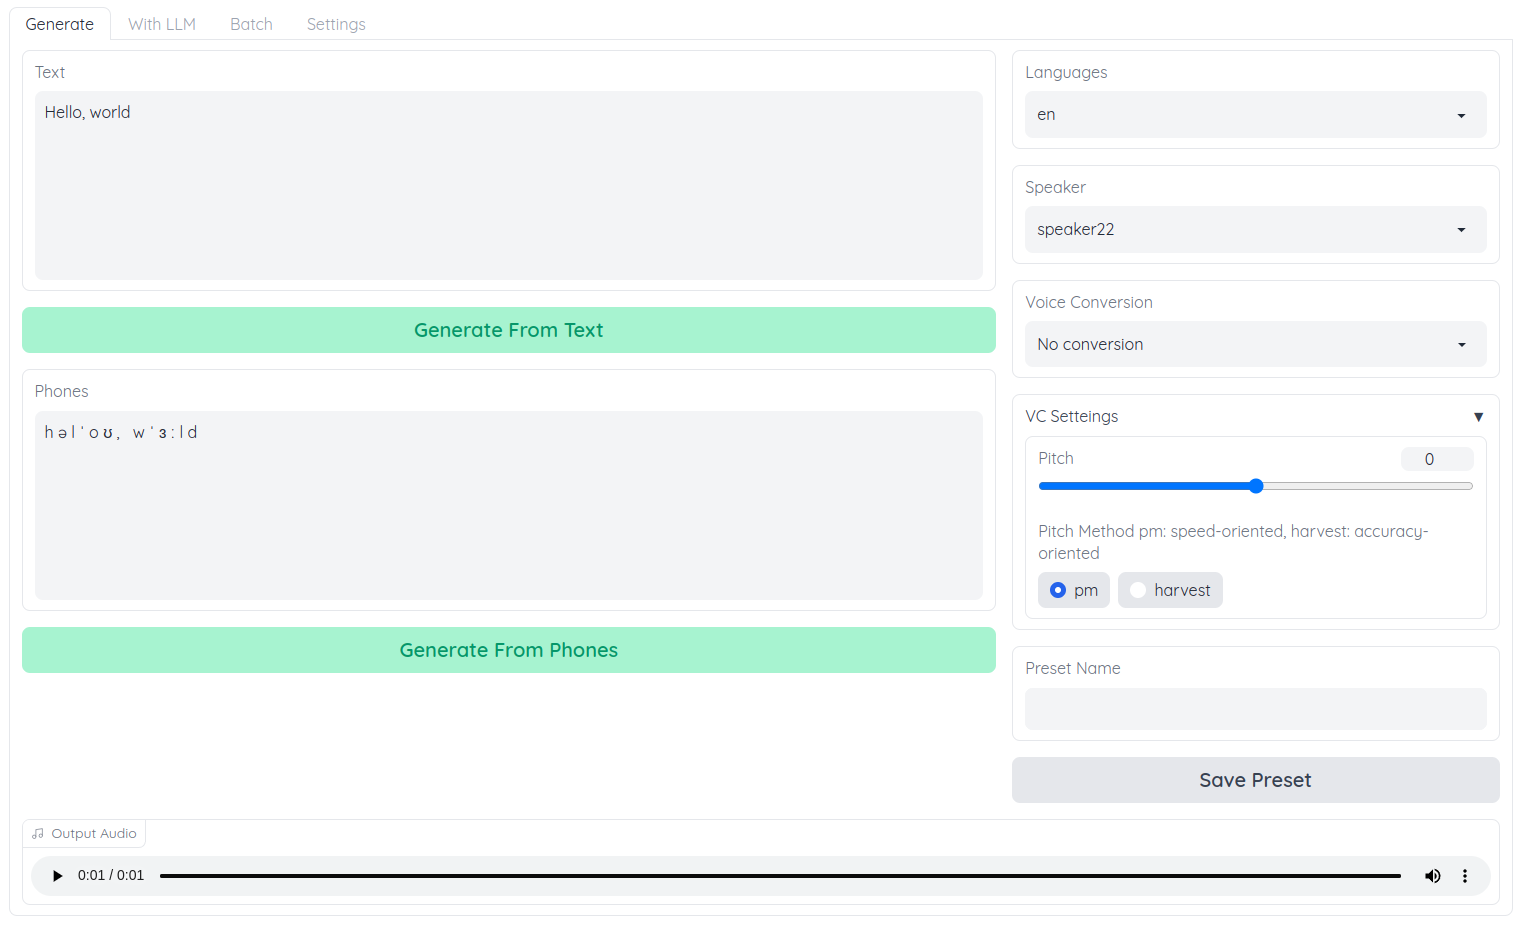 Generate With LLM Batch Settings
Text
Hello, world
Generate From Text
Phones
h ə l ˈ o ʊ ,   w ˈ ɜ ː l d
Generate From Phones
Languages
en
Speaker
speaker22
Voice Conversion
No conversion
VC Setteings ▼
Pitch 0
Pitch Method pm: speed-oriented, harvest: accuracy-
oriented
pm harvest
Preset Name
Save Preset
Output Audio
0:01 / 0:01